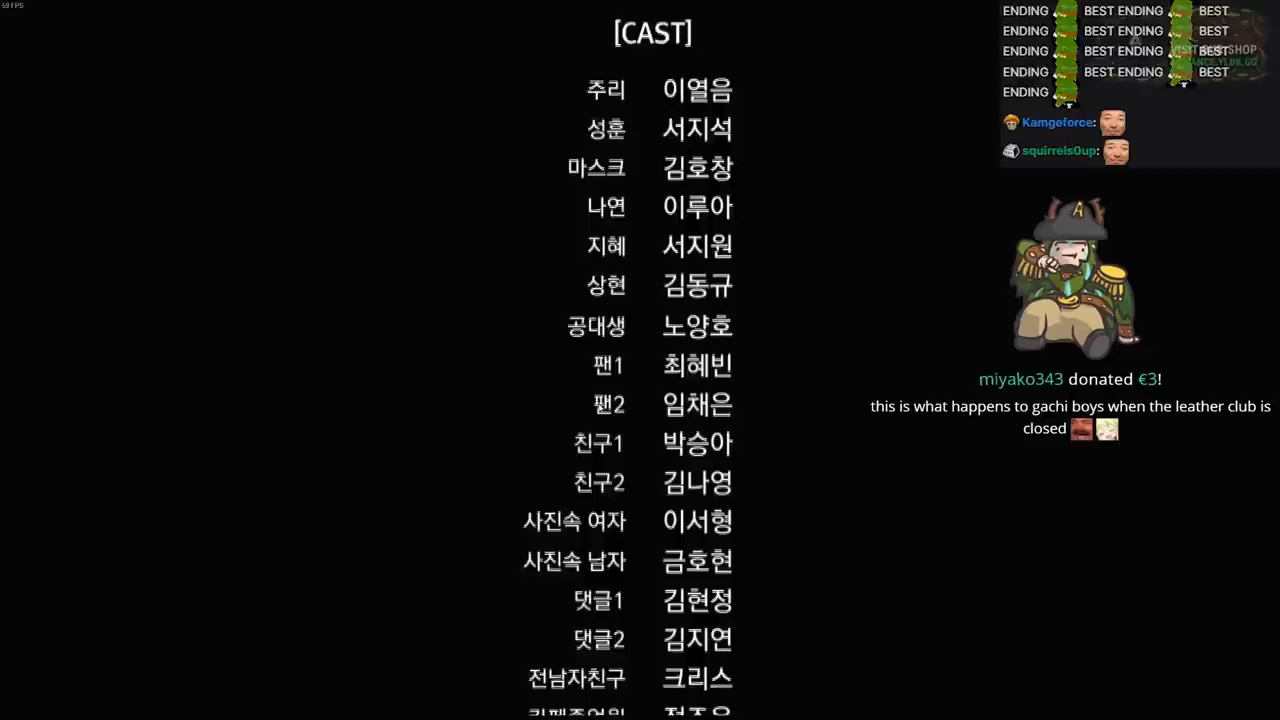 59 FPS
[CAST]
주리 이열음
성훈 서지석
마스크 김호창
나연 이루아
지혜 서지원
상현 김동규
공대생 노양호
팬1 최혜빈
팬2 임채은
친구1 박승아
친구2 김나영
사진속 여자 이서형
사진속 남자 금호현
댓글1 김현정
댓글2 김지연
전남자친구 크리스
ENDING BEST ENDING BEST
ENDING BEST ENDING BEST
ENDING BEST ENDING BEST
ENDING BEST ENDING BEST
ENDING
VISIT OUR SHOP
Kamgeforce:
squirrels0up:
A
miyako343 donated €3!
this is what happens to gachi boys when the leather club is
closed